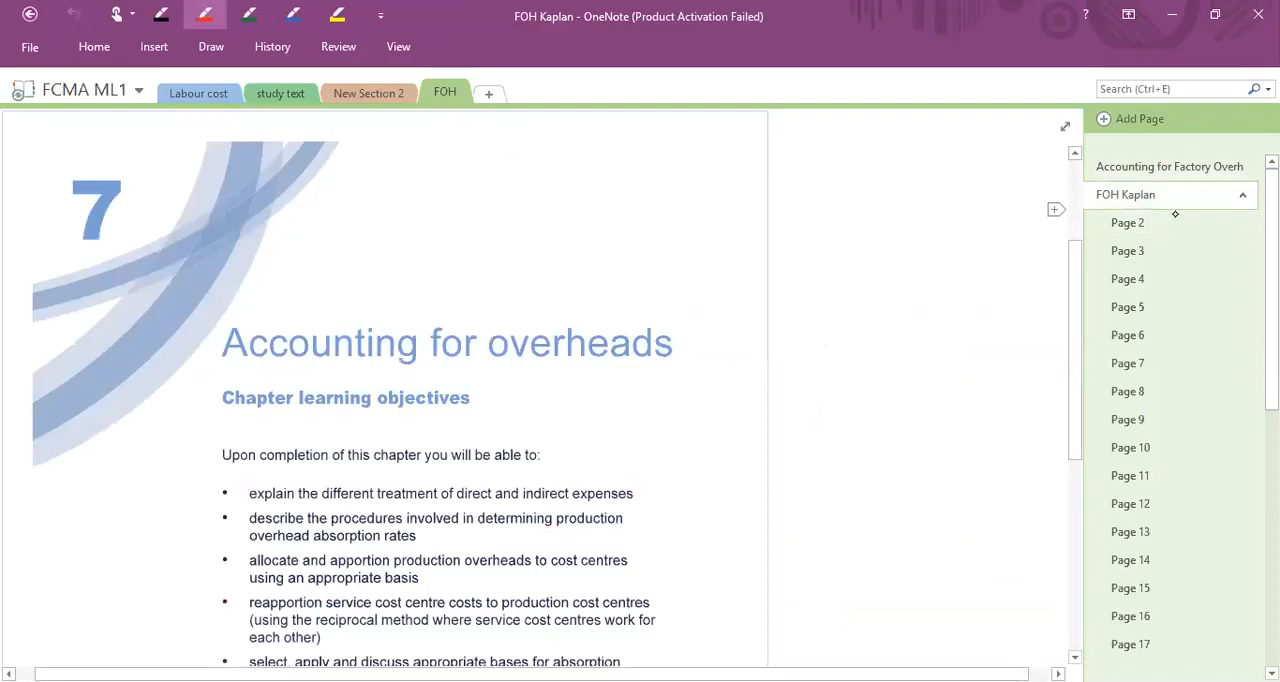 FOH Kaplan - OneNote (Product Activation Failed)
?
File Home Insert Draw History Review View
FCMA ML1 Labour cost study text New Section 2 FOH +
Search (Ctrl+E)
Add Page
Accounting for Factory Overh
FOH Kaplan
Page 2
Page 3
Page 4
Page 5
Page 6
Page 7
Page 8
Page 9
Page 10
Page 11
Page 12
Page 13
Page 14
Page 15
Page 16
Page 17
7
Accounting for overheads
Chapter learning objectives
Upon completion of this chapter you will be able to:
• explain the different treatment of direct and indirect expenses
• describe the procedures involved in determining production
overhead absorption rates
• allocate and apportion production overheads to cost centres
using an appropriate basis
• reapportion service cost centre costs to production cost centres
(using the reciprocal method where service cost centres work for
each other)
• select, apply and discuss appropriate bases for absorption